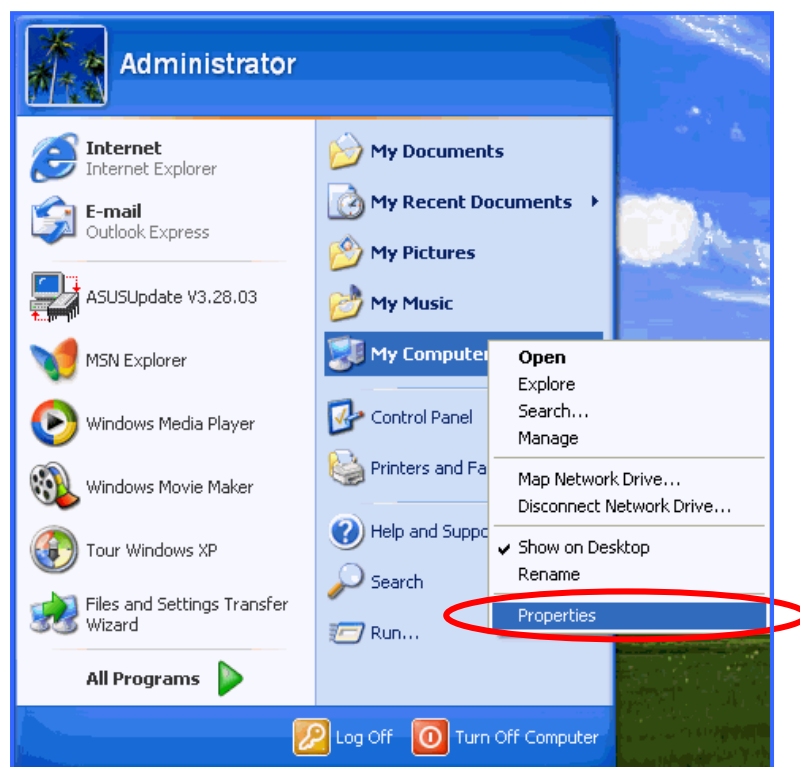 Administrator
Internet
Internet Explorer
E-mail
Outlook Express
ASUSUpdate V3.28.03
MSN Explorer
Windows Media Player
Windows Movie Maker
Tour Windows XP
Files and Settings Transfer
Wizard
All Programs
My Documents
My Recent Documents
My Pictures
My Music
My Compute
Control Panel
Printers and Fa
Help and Suppo
Search
Run...
Open
Explore
Search...
Manage
Map Network Drive...
Disconnect Network Drive...
Show on Desktop
Rename
Properties
Log Off
Turn Off Computer